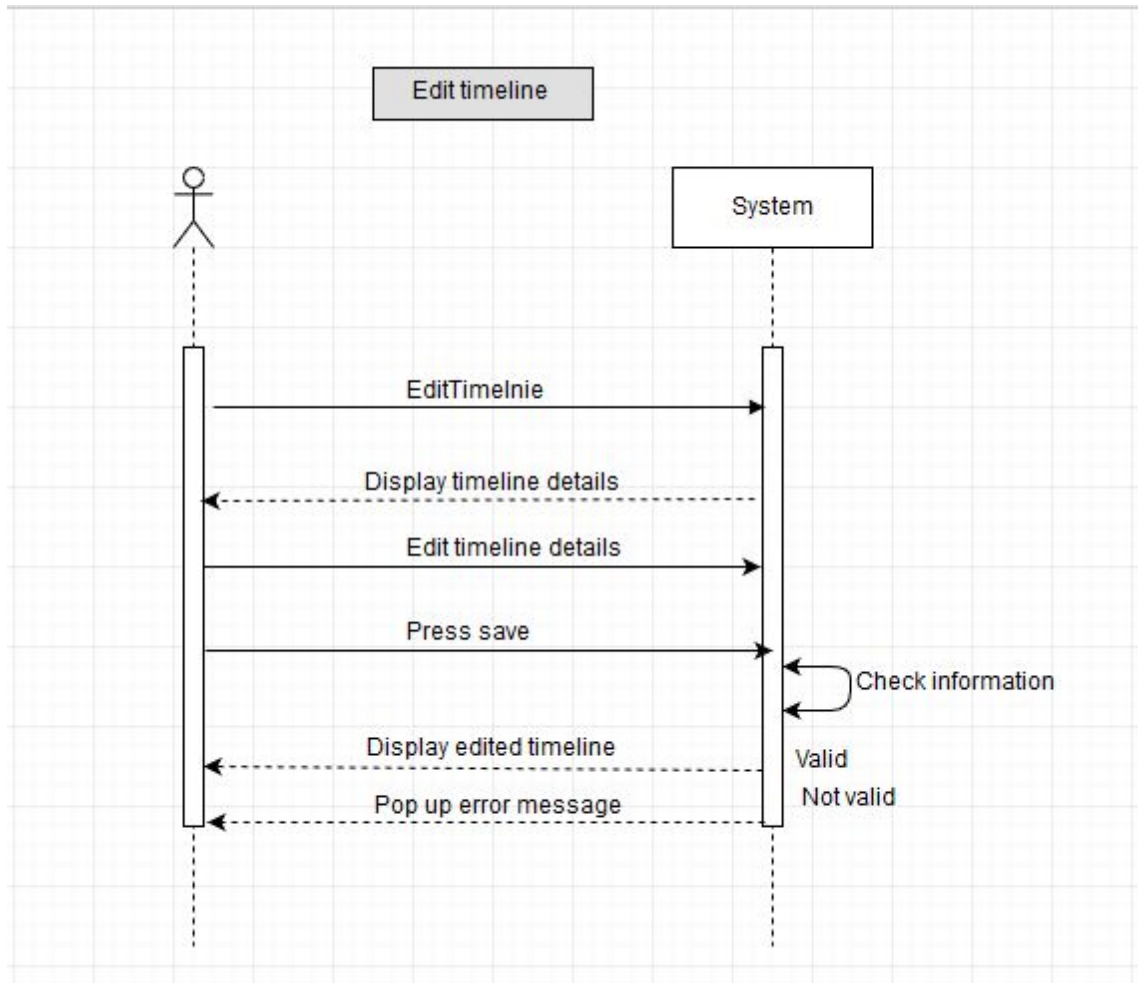 Edit timeline
System
EditTimelnie
Display timeline details
Edit timeline details
Press save
Check information
Display edited timeline
Valid
Not valid
Pop up error message